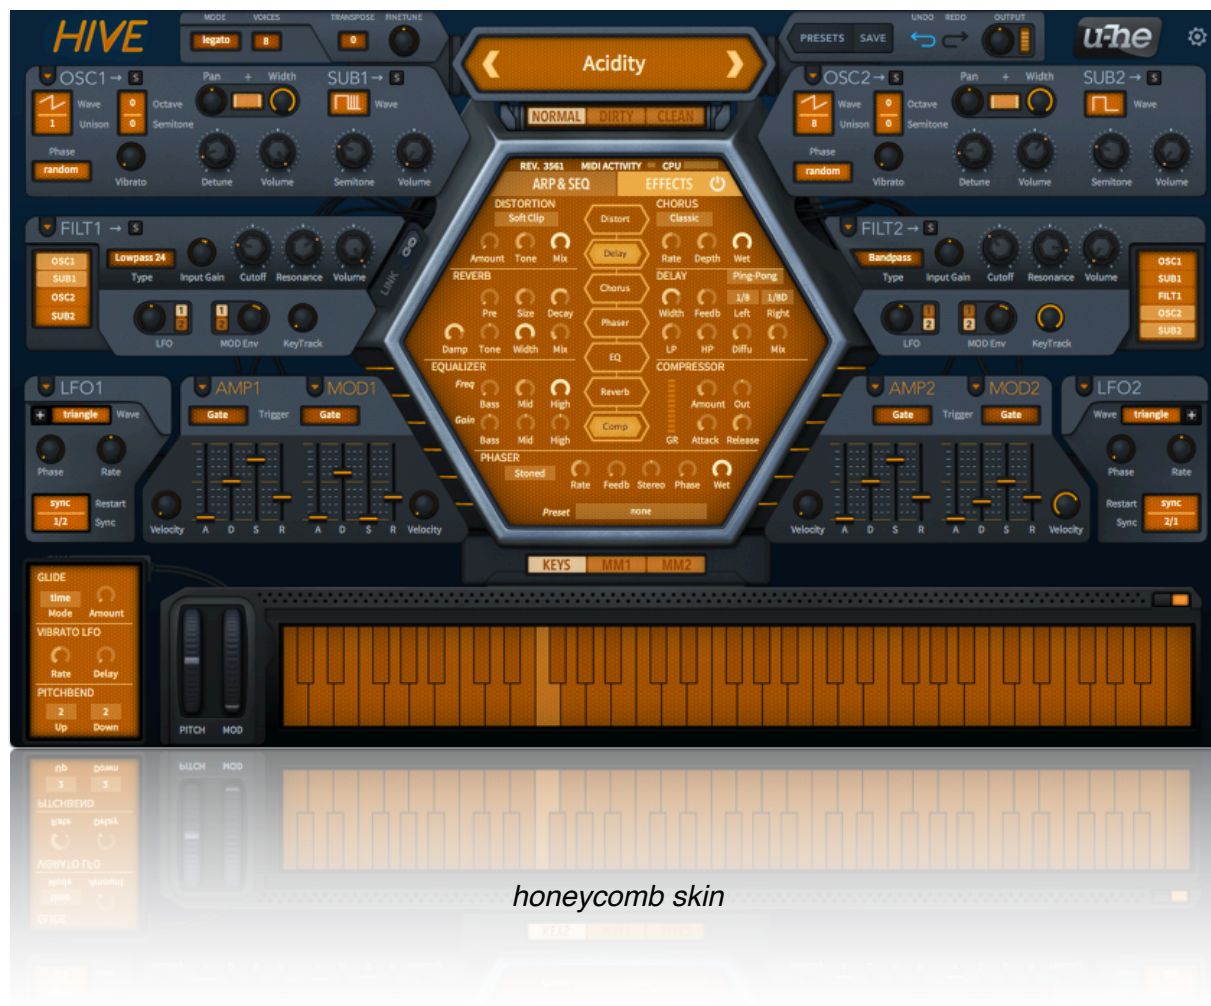 HIVE
MODE VOICES TRANSPOSE FINETUNE
legato 8 0
Acidity
UNDO REDO OUTPUT
PRESETS SAVE
u-he
NORMAL DIRTY CLEAN
OSC1 S SUB1 S
Pan + Width
Wave 0 Octave Wave
1 Unison 0 Semitone
Phase
random
Vibrato Detune Volume Semitone Volume
OSC2 S SUB2 S
Pan + Width
Wave 0 Octave Wave
8 Unison 0 Semitone
Phase
random
Vibrato Detune Volume Semitone Volume
FILT1 S
OSC1
SUB1
OSC2
SUB2
Lowpass 24
Type Input Gain Cutoff Resonance Volume
1 1
2 2
LFO MOD Env KeyTrack
LINK
REV. 3561 MIDI ACTIVITY CPU
ARP & SEQ EFFECTS
DISTORTION
Soft Clip
Amount Tone Mix
Distort
Delay
Chorus
Phaser
EQ
Reverb
Comp
CHORUS
Classic
Rate Depth Wet
REVERB
Pre Size Decay
Damp Tone Width Mix
DELAY Ping-Pong
1/8 1/8D
Width Feedb Left Right
LP HP Diffu Mix
EQUALIZER
Freq
Bass Mid High
Gain
Bass Mid High
COMPRESSOR
Amount Out
GR Attack Release
PHASER
Stoned
Rate Feedb Stereo Phase Wet
Preset none
FILT2 S
Bandpass
Type Input Gain Cutoff Resonance Volume
OSC1
SUB1
FILT1
OSC2
SUB2
1 1
2 2
LFO MOD Env KeyTrack
LFO1
+ triangle Wave
Phase Rate
sync Restart
1/2 Sync
AMP1 MOD1
Gate Trigger Gate
Velocity A D S R A D S R Velocity
AMP2 MOD2
Gate Trigger Gate
Velocity A D S R A D S R Velocity
LFO2
Wave triangle +
Phase Rate
Restart sync
Sync 2/1
KEYS MM1 MM2
GLIDE
time
Mode Amount
VIBRATO LFO
Rate Delay
PITCHBEND
2 2
Up Down
PITCH MOD
honeycomb skin